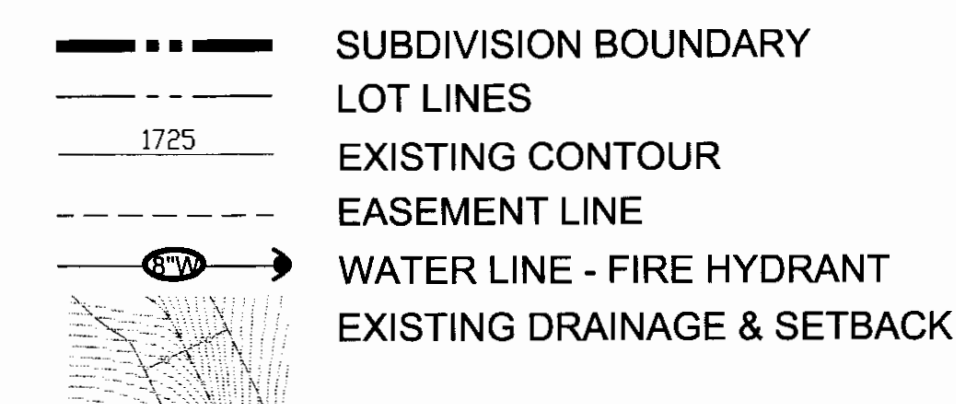 SUBDIVISION BOUNDARY
LOT LINES
1725 EXISTING CONTOUR
EASEMENT LINE
8"W WATER LINE - FIRE HYDRANT
EXISTING DRAINAGE & SETBACK